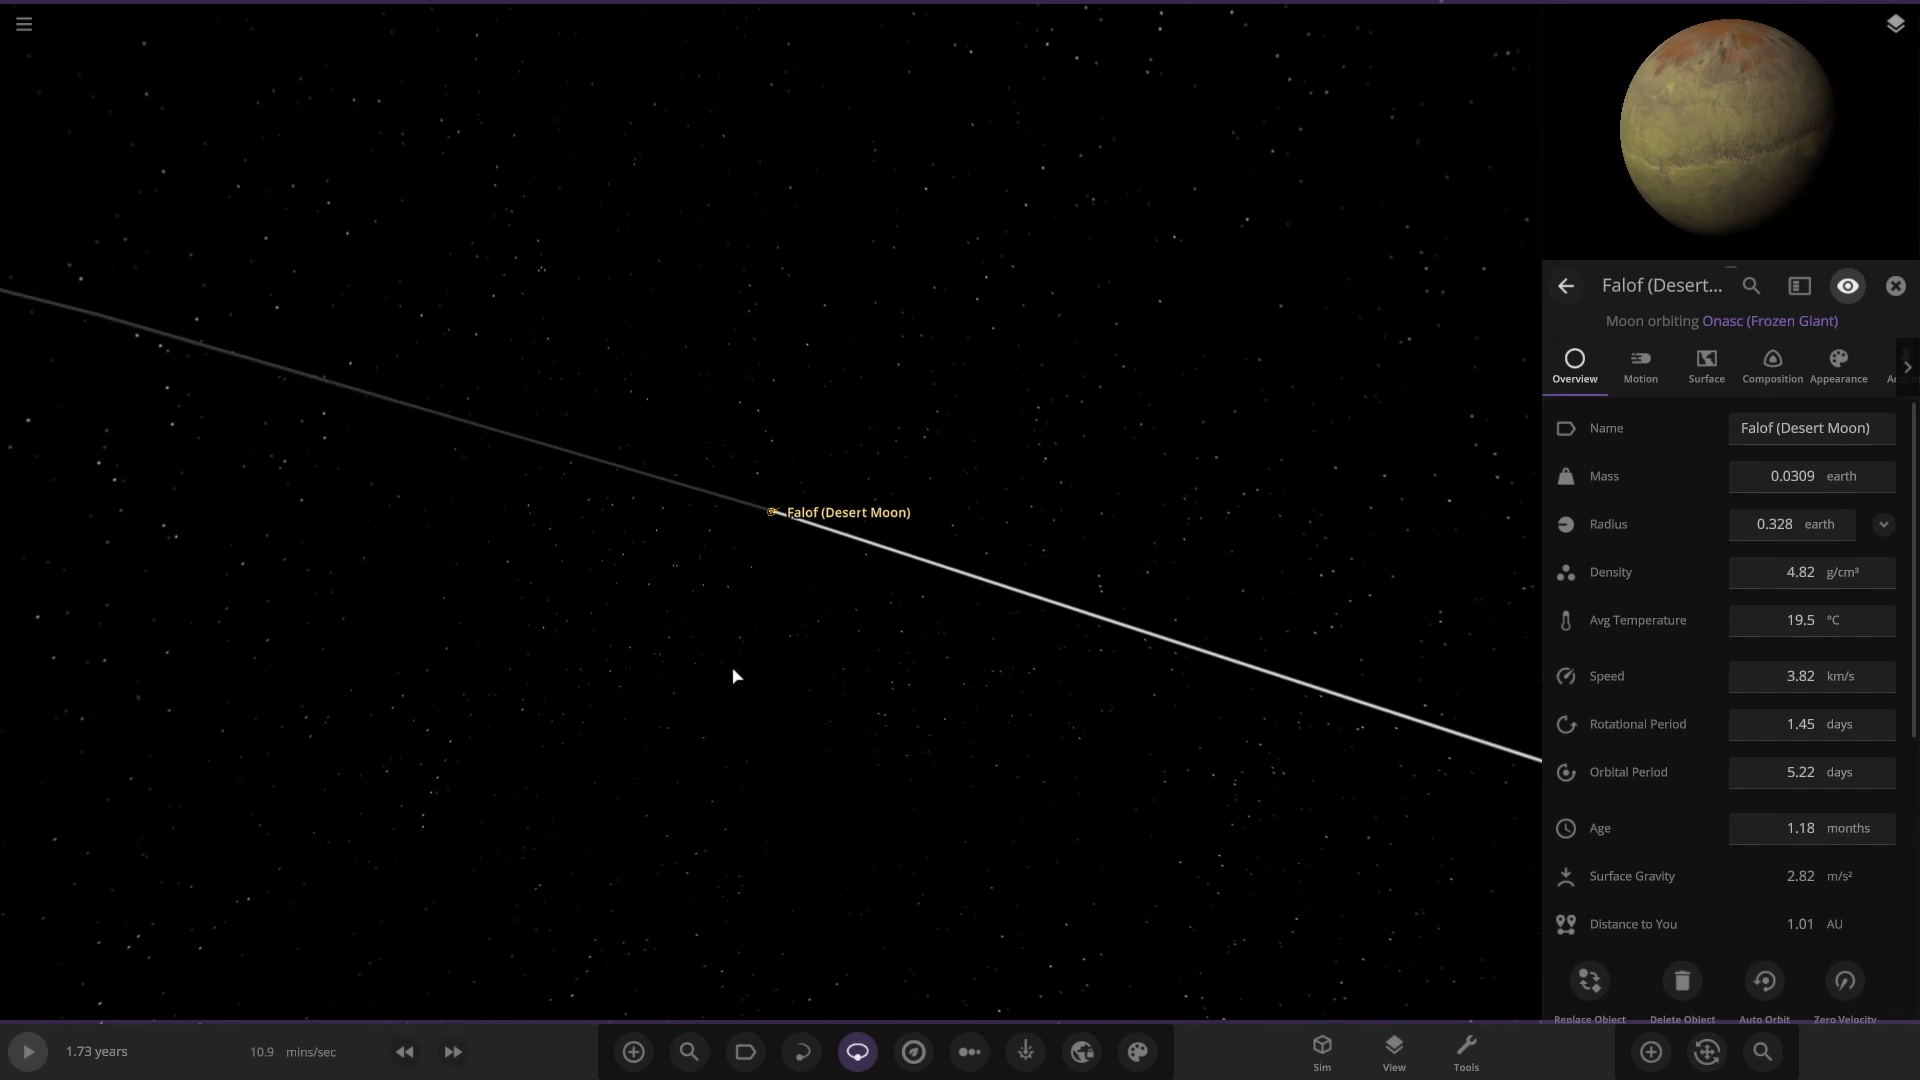 Falof (Desert Moon)
Falof (Desert...
Moon orbiting Onasc (Frozen Giant)
Overview Motion Surface Composition Appearance
Name Falof (Desert Moon)
Mass 0.0309 earth
Radius 0.328 earth
Density 4.82 g/cm³
Avg Temperature 19.5 °C
Speed 3.82 km/s
Rotational Period 1.45 days
Orbital Period 5.22 days
Age 1.18 months
Surface Gravity 2.82 m/s²
Distance to You 1.01 AU
Replace Object Delete Object Auto Orbit Zero Velocity
1.73 years 10.9 mins/sec Sim View Tools